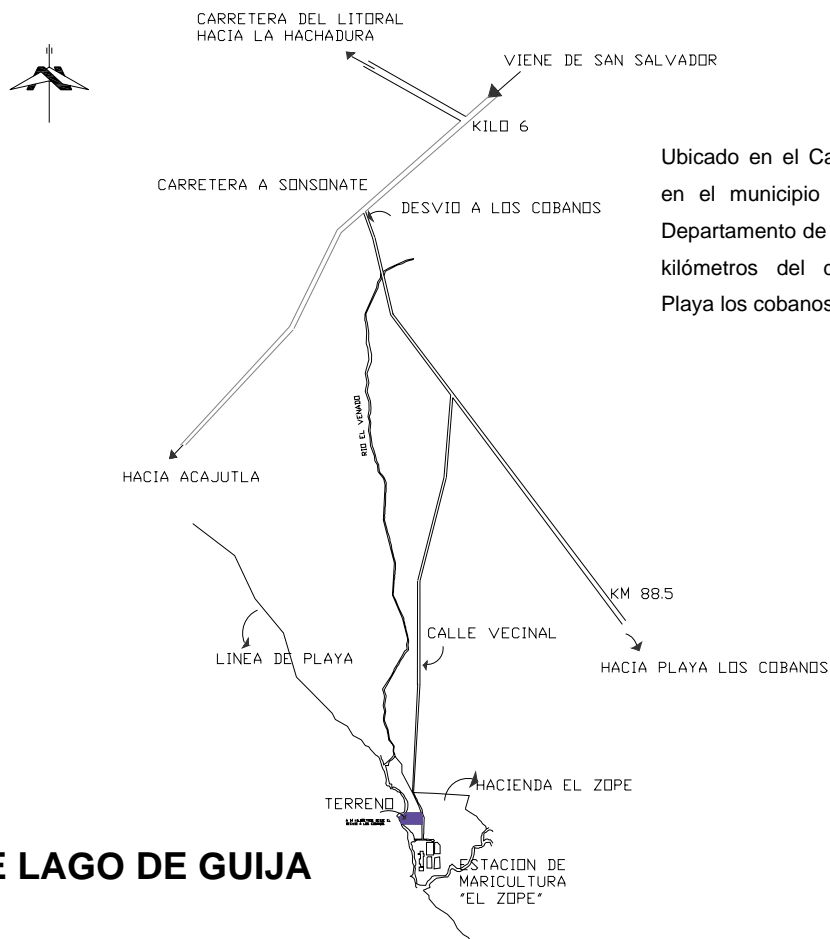 CARRETERA DEL LITORAL
HACIA LA HACHADURA
VIENE DE SAN SALVADOR
KILO 6
Ubicado en el Ca
en el municipio
Departamento de
kilómetros del
Playa los cobanos
CARRETERA A SONSONATE
DESVIO A LOS COBANOS
RIO EL VENADO
HACIA ACAJUTLA
KM 88.5
CALLE VECINAL
LINEA DE PLAYA
HACIA PLAYA LOS COBANOS
HACIENDA EL ZOPE
TERRENO
E LAGO DE GUIJA
ESTACION DE
MARICULTURA
"EL ZOPE"